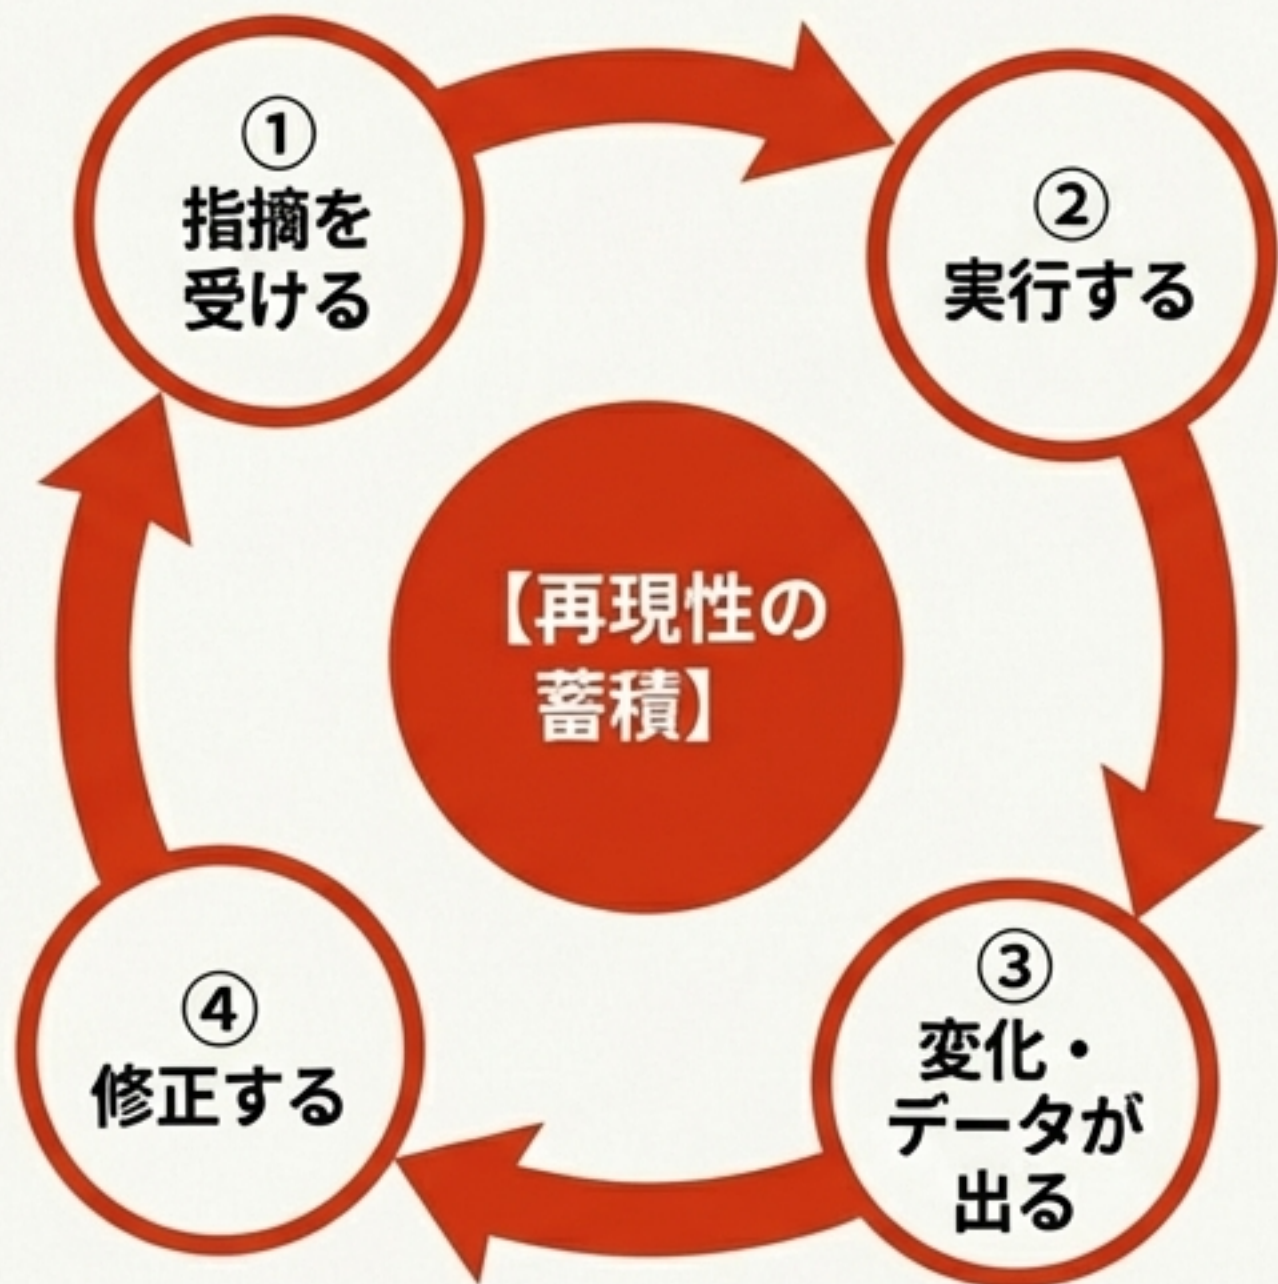 ①
指摘を
受ける
②
実行する
【再現性の
蓄積】
③
変化・
データが
出る
④
修正する